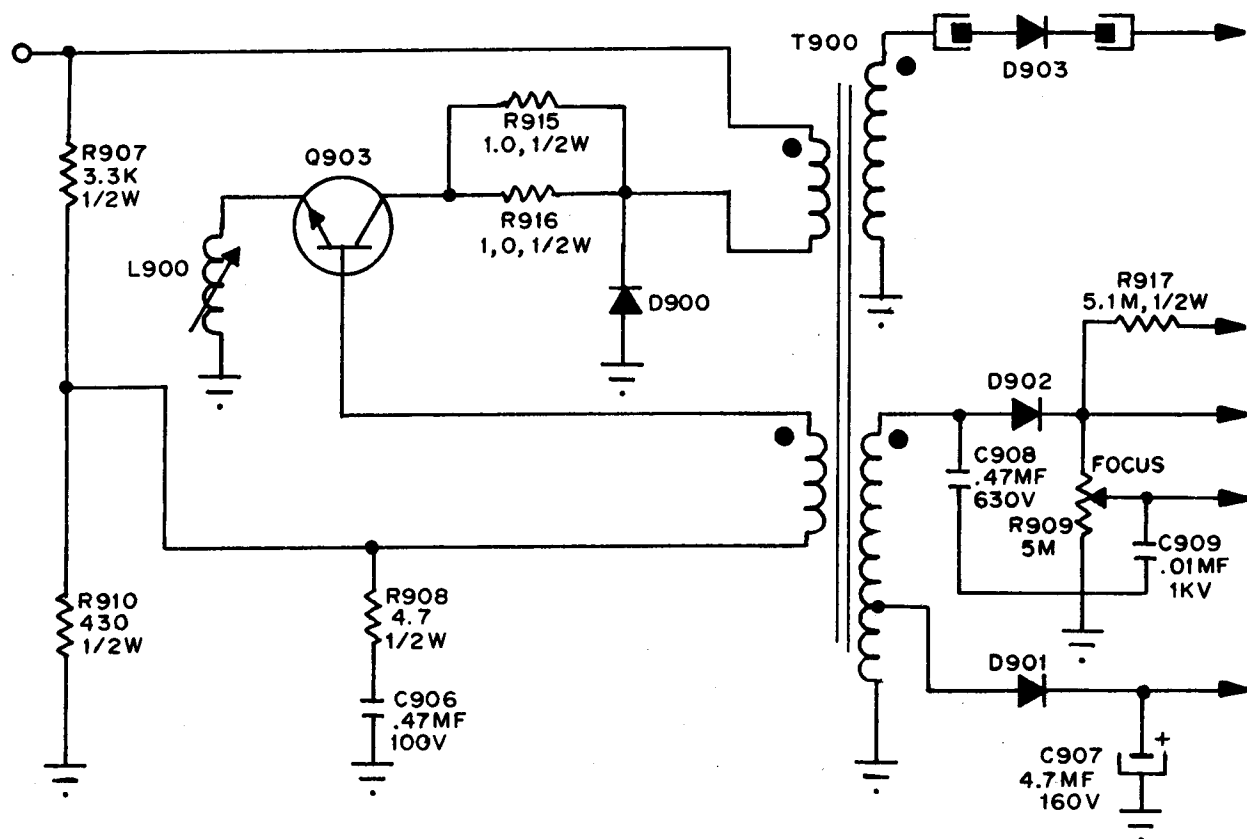 T900
D903
R915
1.0, 1/2W
R907
3.3K
1/2W
Q903
R916
1,0, 1/2W
L900
D900
R917
5.1M, 1/2W
D902
C908
.47MF
630V
FOCUS
R909
5M
C909
.01MF
1KV
R910
430
1/2W
R908
4.7
1/2W
D901
C906
.47MF
100V
+
C907
4.7MF
160V